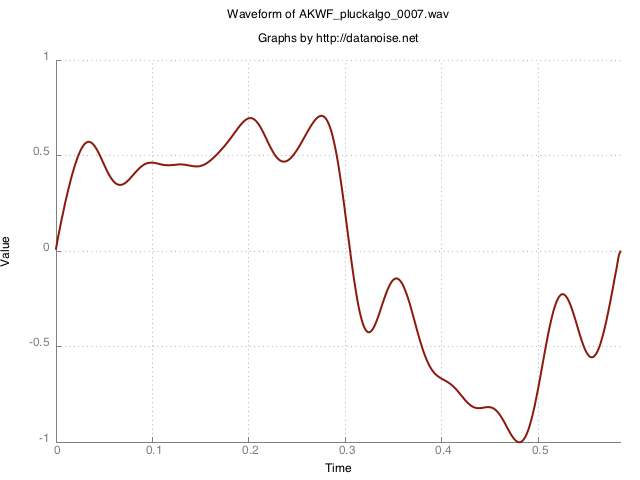 Waveform of AKWF_pluckalgo_0007.wav
Graphs by http://datanoise.net
1
0.5
0
-0.5
-1
Value
0 0.1 0.2 0.3 0.4 0.5
Time